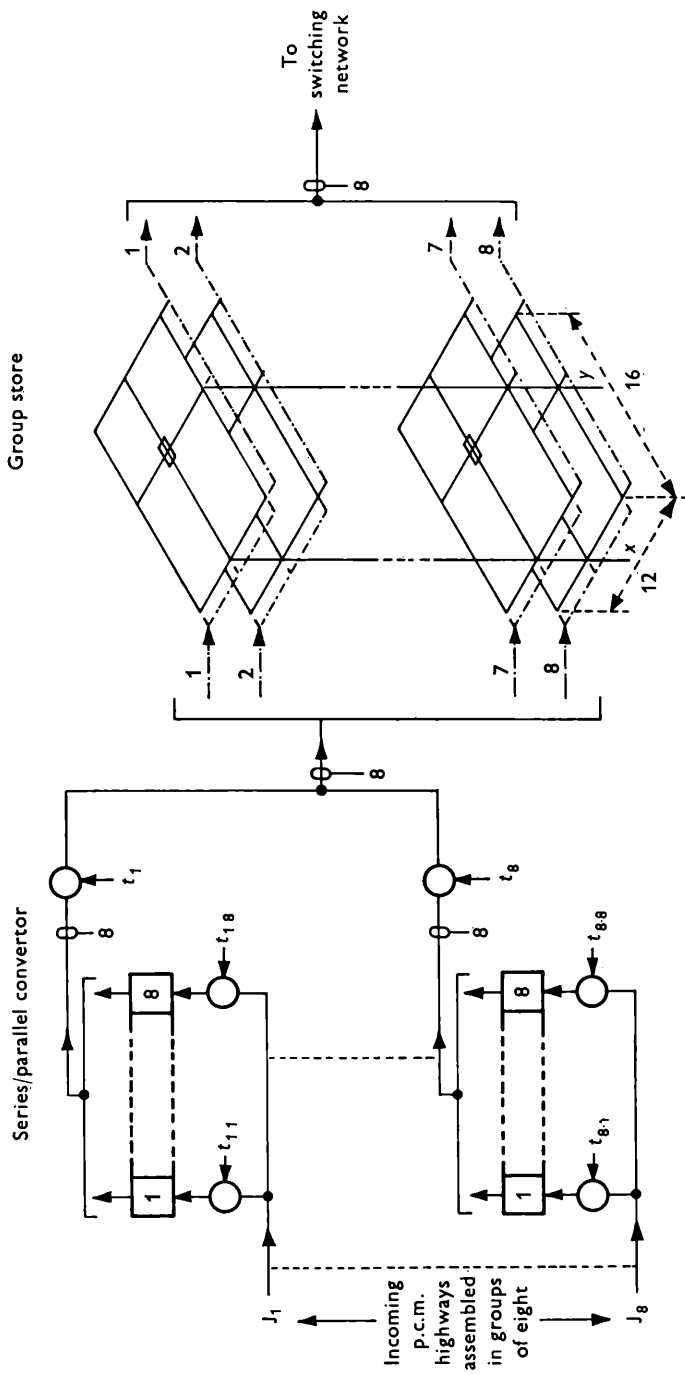 Series/parallel convertor
Group store
J1
Incoming
p.c.m.
highways
assembled
in groups
of eight
J8
1
8
t11
t18
8
t1
1
8
t8·1
t8·8
8
t8
8
1
2
7
8
1
2
7
8
x
12
y
16
8
To
switching
network